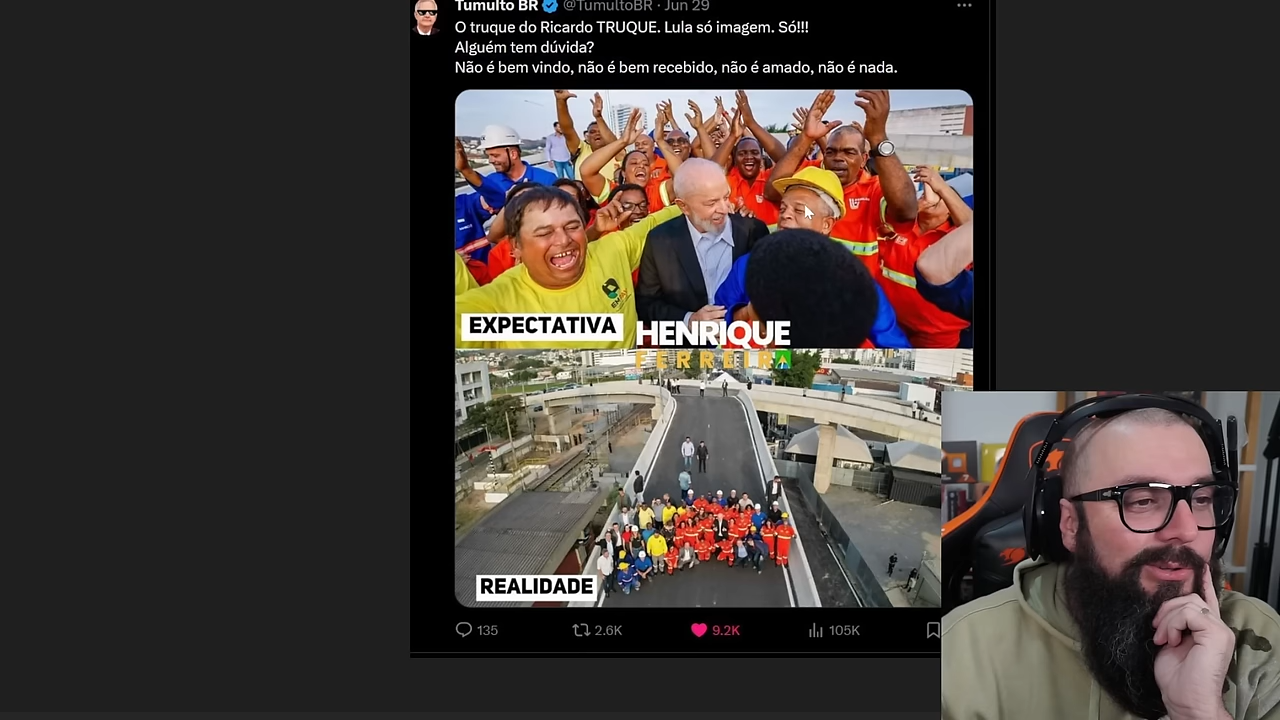 Tumulto BR @TumultoBR · Jun 29
O truque do Ricardo TRUQUE. Lula só imagem. Só!!!
Alguém tem dúvida?
Não é bem vindo, não é bem recebido, não é amado, não é nada.
EXPECTATIVA
HENRIQUE
FERREIRA
REALIDADE
135 2.6K 9.2K 105K